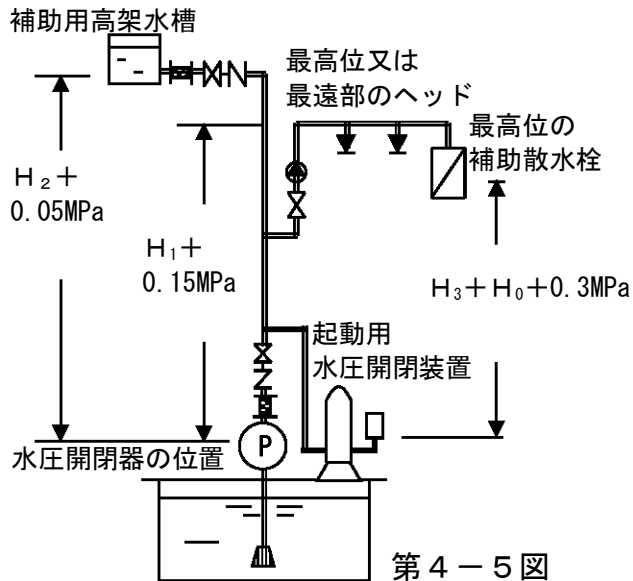 補助用高架水槽
最高位又は
最遠部のヘッド
最高位の
補助散水栓
H₂+
0.05MPa
H₁+
0.15MPa
H₃+H₀+0.3MPa
起動用
水圧開閉装置
水圧開閉器の位置
P
第4-5図